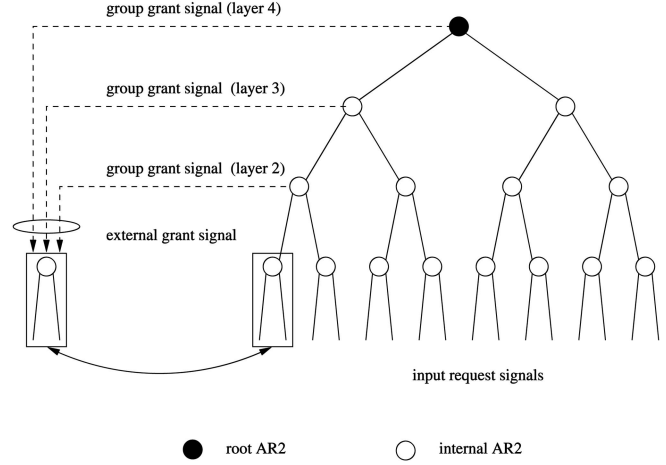 group grant signal (layer 4)
group grant signal (layer 3)
group grant signal (layer 2)
external grant signal
input request signals
root AR2
internal AR2